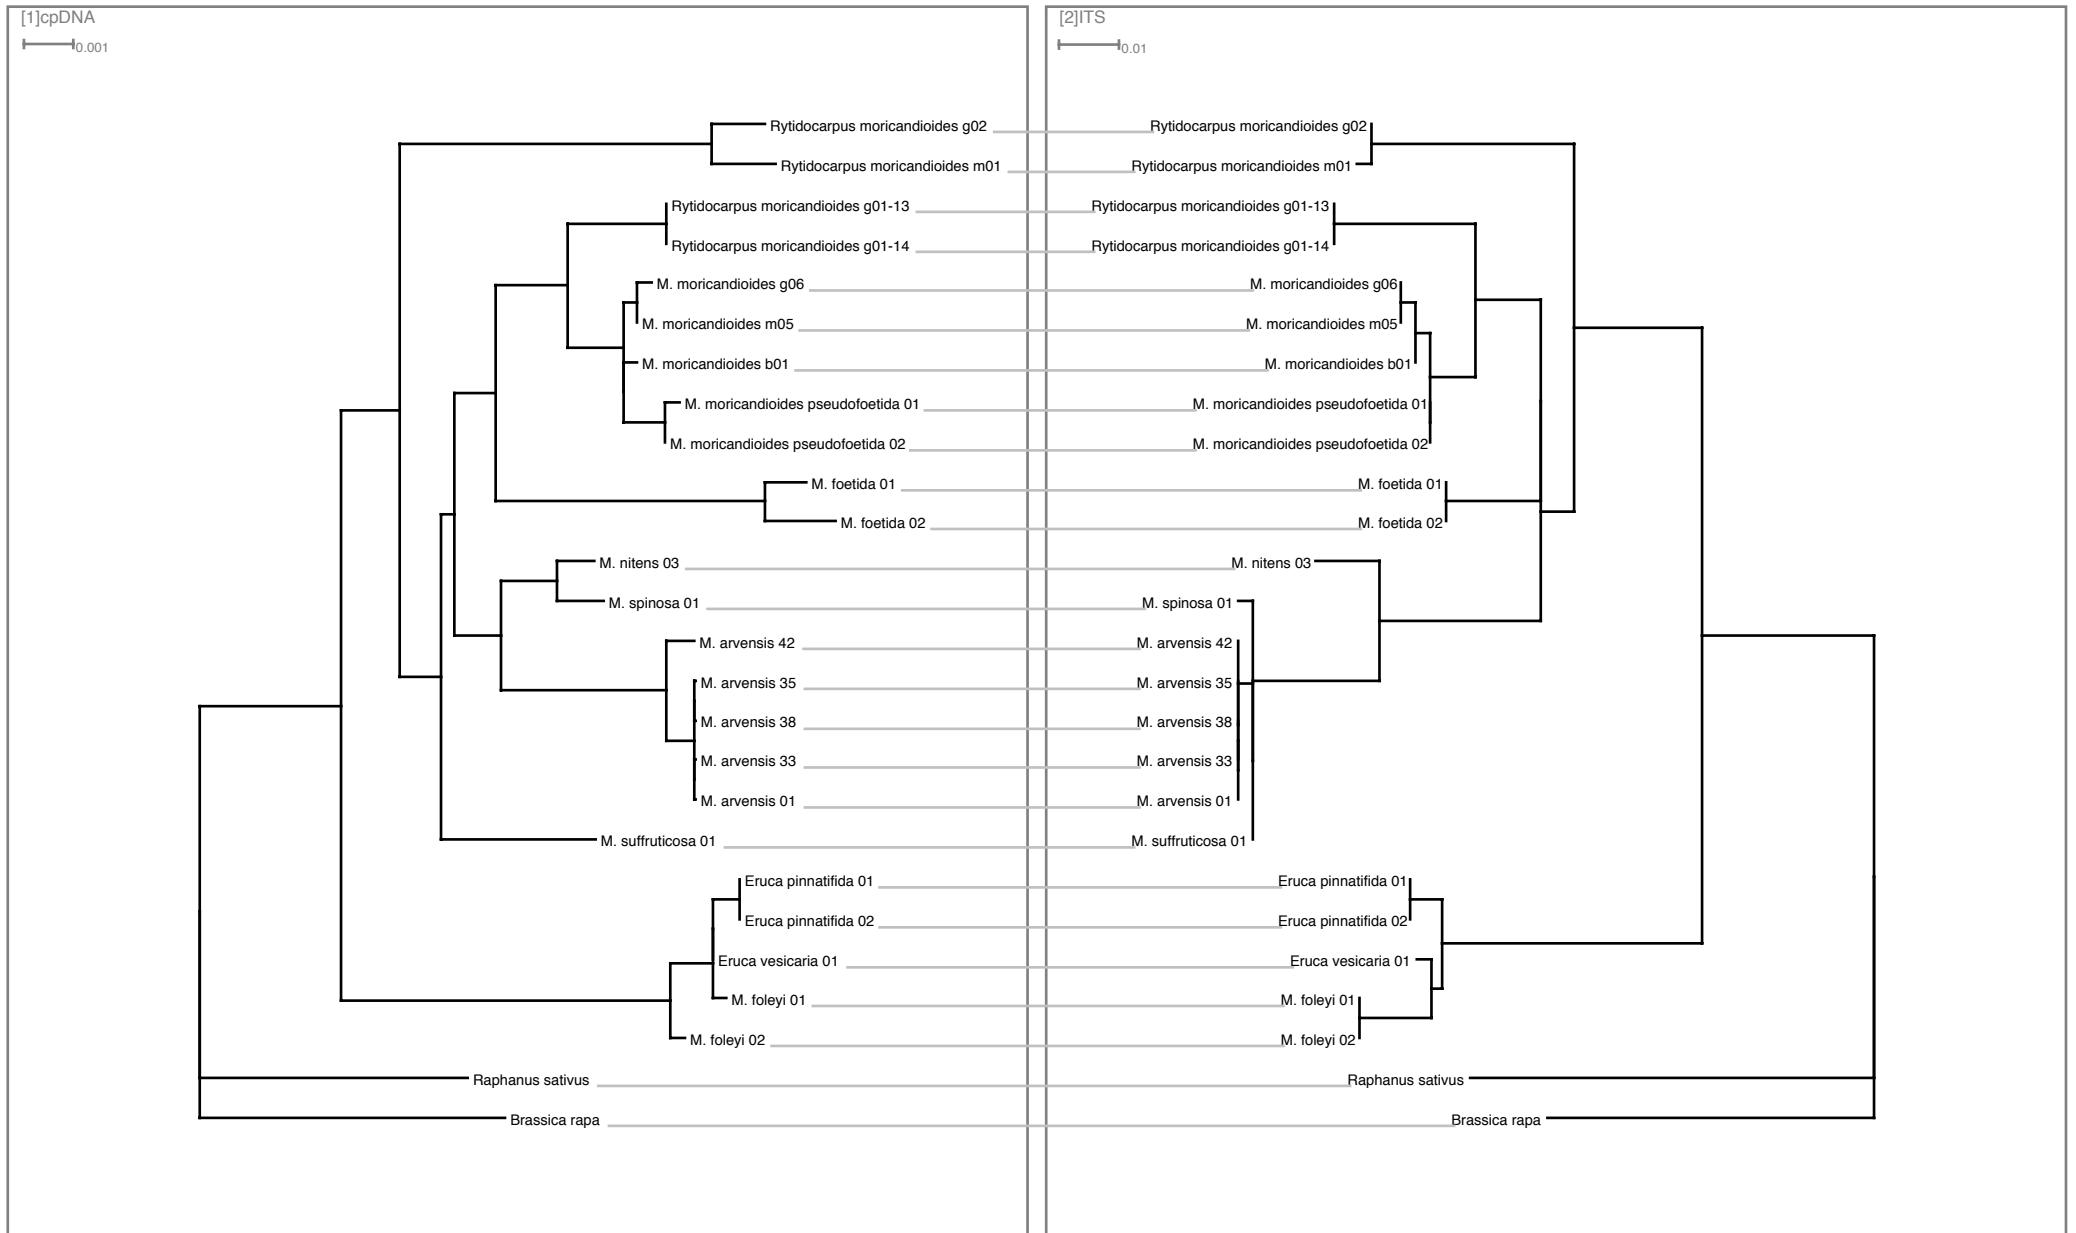 [1]cpDNA
0.001
Rytidocarpus moricandioides g02
Rytidocarpus moricandioides m01
Rytidocarpus moricandioides g01-13
Rytidocarpus moricandioides g01-14
M. moricandioides g06
M. moricandioides m05
M. moricandioides b01
M. moricandioides pseudofoetida 01
M. moricandioides pseudofoetida 02
M. foetida 01
M. foetida 02
M. nitens 03
M. spinosa 01
M. arvensis 42
M. arvensis 35
M. arvensis 38
M. arvensis 33
M. arvensis 01
M. suffruticosa 01
Eruca pinnatifida 01
Eruca pinnatifida 02
Eruca vesicaria 01
M. foleyi 01
M. foleyi 02
Raphanus sativus
Brassica rapa
[2]ITS
0.01
Rytidocarpus moricandioides g02
Rytidocarpus moricandioides m01
Rytidocarpus moricandioides g01-13
Rytidocarpus moricandioides g01-14
M. moricandioides g06
M. moricandioides m05
M. moricandioides b01
M. moricandioides pseudofoetida 01
M. moricandioides pseudofoetida 02
M. foetida 01
M. foetida 02
M. nitens 03
M. spinosa 01
M. arvensis 42
M. arvensis 35
M. arvensis 38
M. arvensis 33
M. arvensis 01
M. suffruticosa 01
Eruca pinnatifida 01
Eruca pinnatifida 02
Eruca vesicaria 01
M. foleyi 01
M. foleyi 02
Raphanus sativus
Brassica rapa